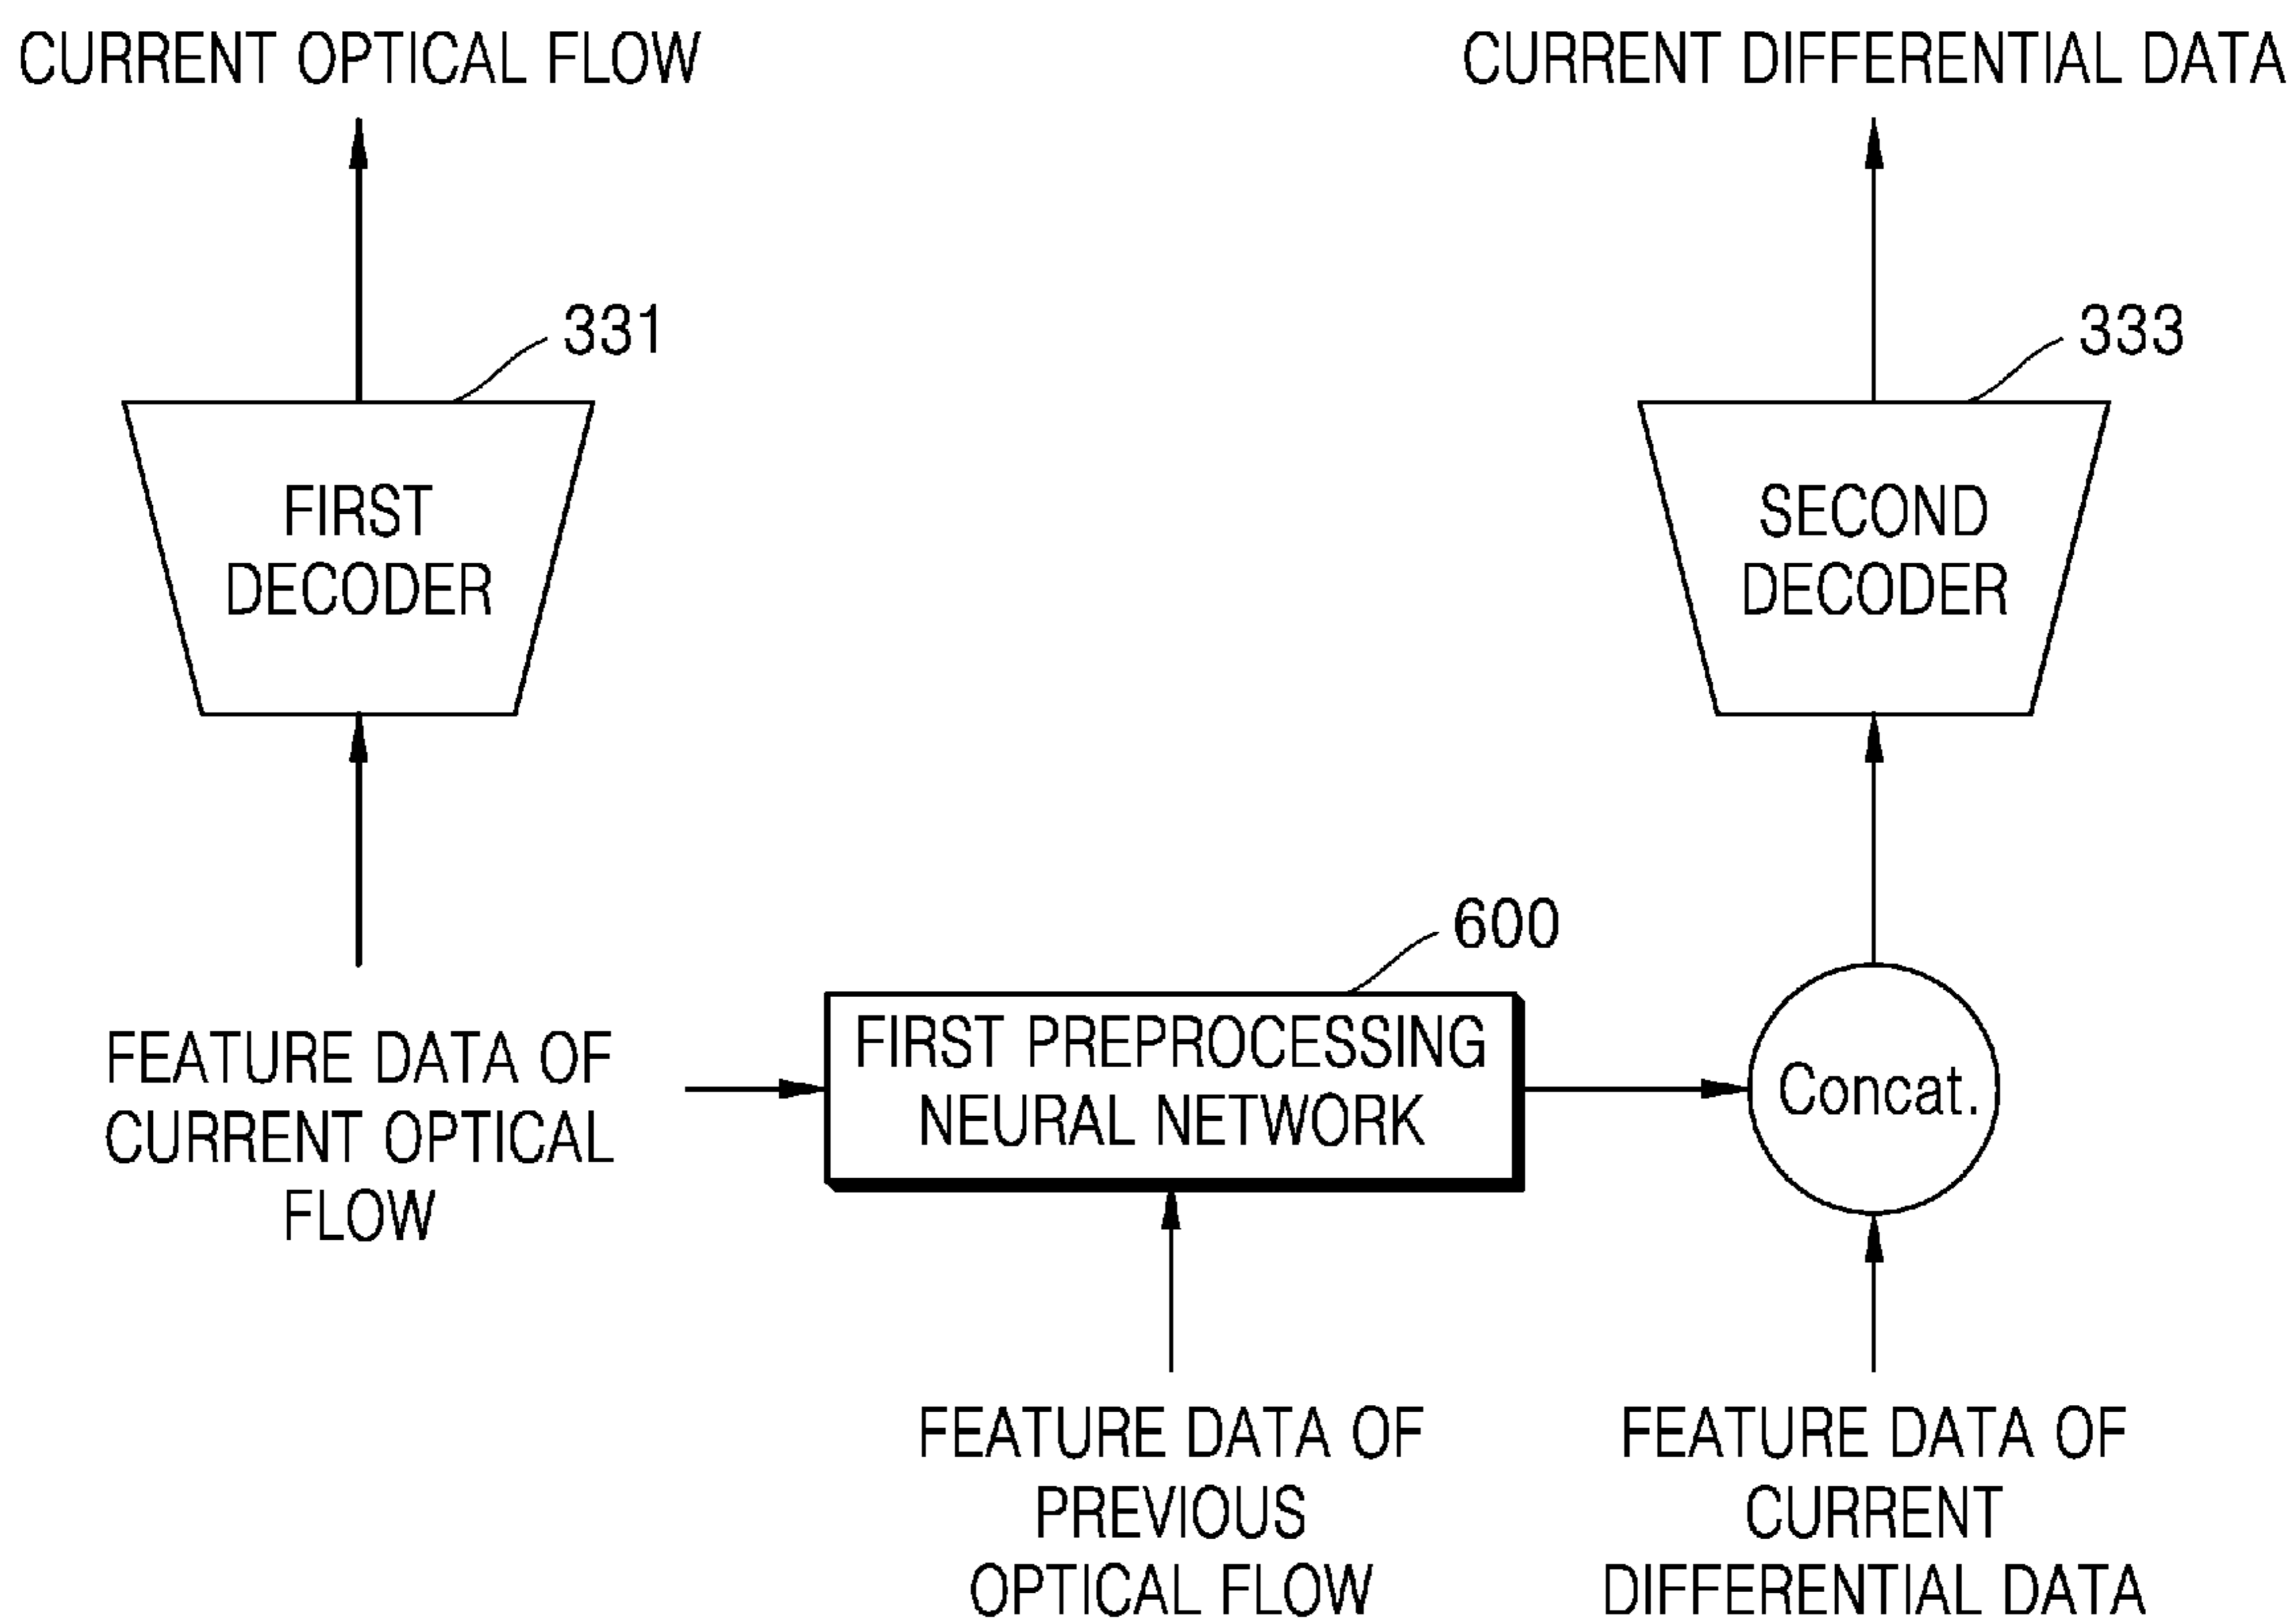 CURRENT OPTICAL FLOW
CURRENT DIFFERENTIAL DATA
331
333
FIRST
DECODER
SECOND
DECODER
600
FEATURE DATA OF
CURRENT OPTICAL
FLOW
FIRST PREPROCESSING
NEURAL NETWORK
Concat.
FEATURE DATA OF
PREVIOUS
OPTICAL FLOW
FEATURE DATA OF
CURRENT
DIFFERENTIAL DATA